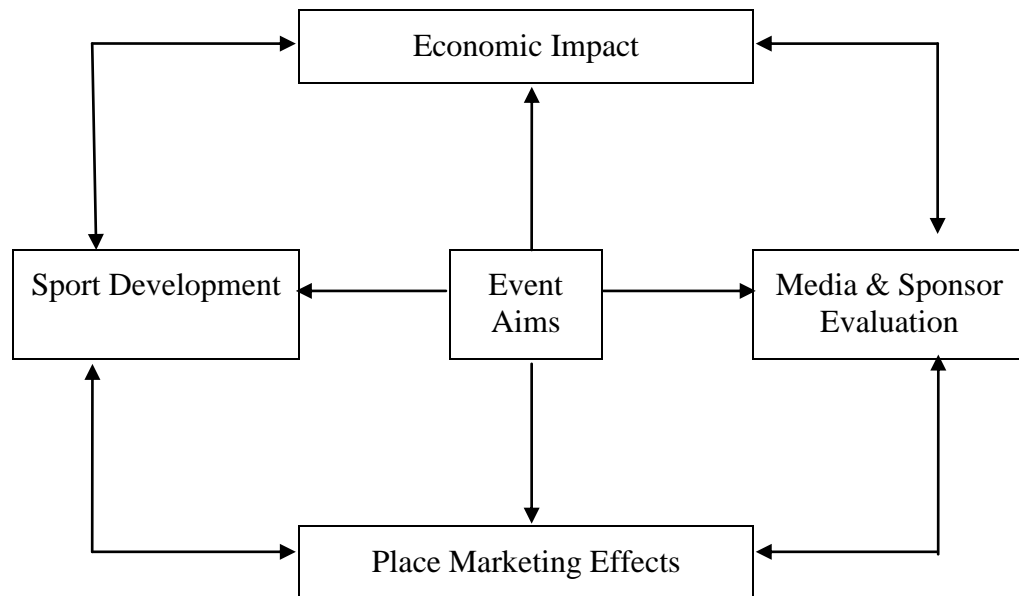 Economic Impact
Sport Development
Event
Aims
Media & Sponsor
Evaluation
Place Marketing Effects